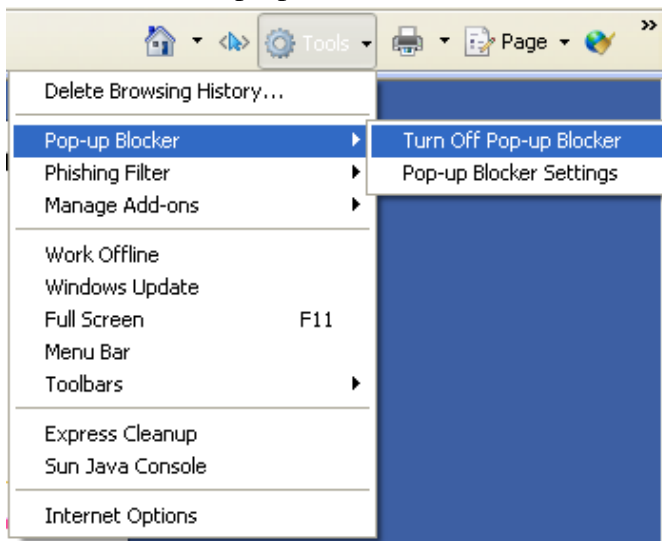 Tools
Page
»
Delete Browsing History...
Pop-up Blocker
Turn Off Pop-up Blocker
Phishing Filter
Pop-up Blocker Settings
Manage Add-ons
Work Offline
Windows Update
Full Screen F11
Menu Bar
Toolbars
Express Cleanup
Sun Java Console
Internet Options